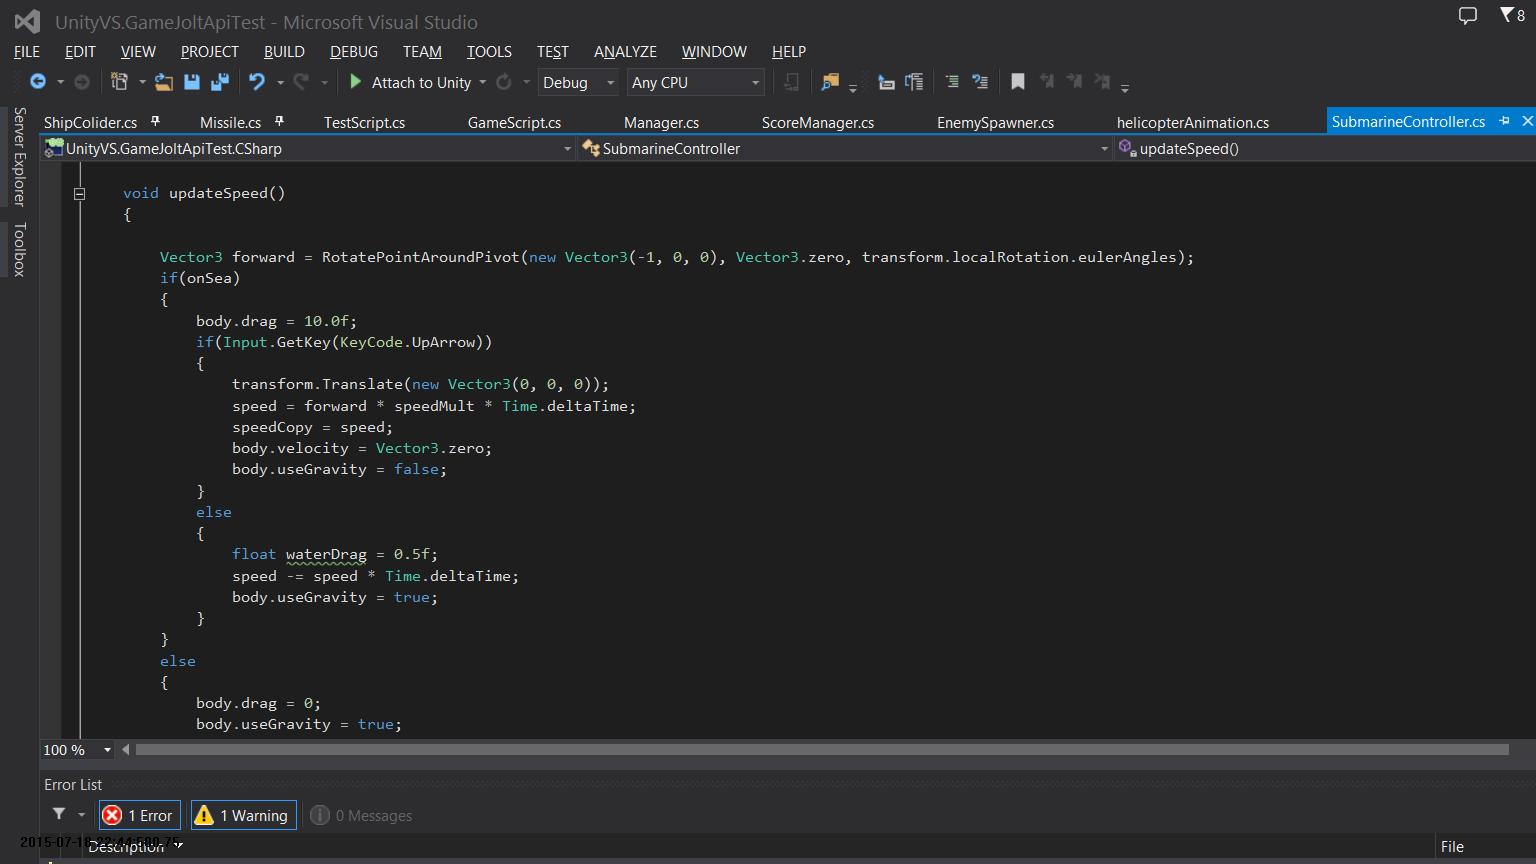 UnityVS.GameJoltApiTest - Microsoft Visual Studio
8
FILE EDIT VIEW PROJECT BUILD DEBUG TEAM TOOLS TEST ANALYZE WINDOW HELP
Attach to Unity Debug Any CPU
Server Explorer
Toolbox
ShipColider.cs Missile.cs TestScript.cs GameScript.cs Manager.cs ScoreManager.cs EnemySpawner.cs helicopterAnimation.cs SubmarineController.cs
UnityVS.GameJoltApiTest.CSharp SubmarineController updateSpeed()
void updateSpeed()
{
Vector3 forward = RotatePointAroundPivot(new Vector3(-1, 0, 0), Vector3.zero, transform.localRotation.eulerAngles);
if(onSea)
{
body.drag = 10.0f;
if(Input.GetKey(KeyCode.UpArrow))
{
transform.Translate(new Vector3(0, 0, 0));
speed = forward * speedMult * Time.deltaTime;
speedCopy = speed;
body.velocity = Vector3.zero;
body.useGravity = false;
}
else
{
float waterDrag = 0.5f;
speed -= speed * Time.deltaTime;
body.useGravity = true;
}
}
else
{
body.drag = 0;
body.useGravity = true;
100 %
Error List
1 Error 1 Warning 0 Messages
Description File